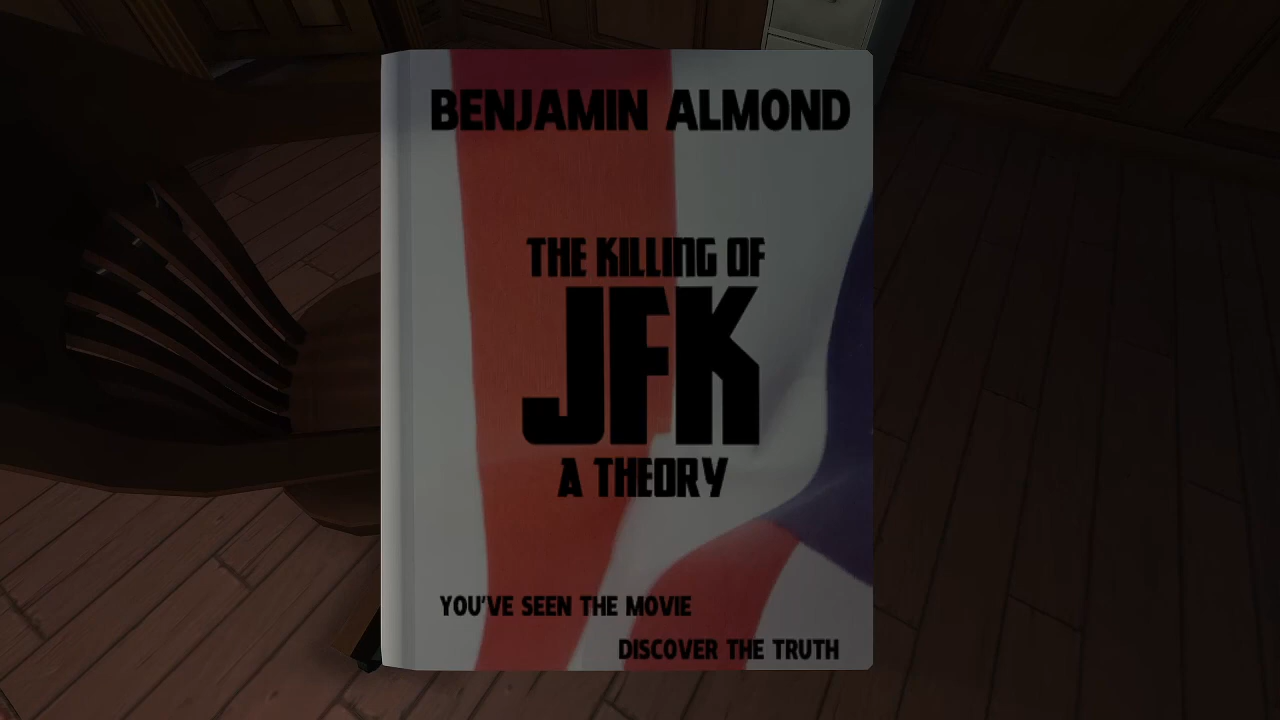 BENJAMIN ALMOND
THE KILLING OF
JFK
A THEORY
YOU'VE SEEN THE MOVIE
DISCOVER THE TRUTH